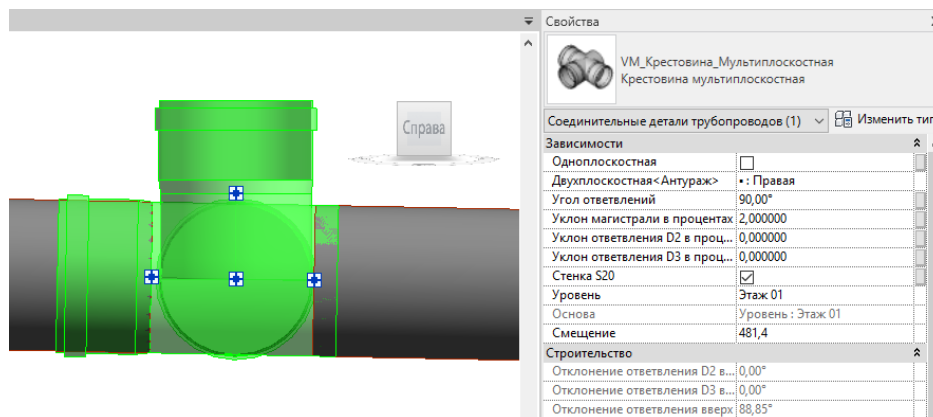 Свойства
VM_Крестовина_Мультиплоскостная
Крестовина мультиплоскостная
Соединительные детали трубопроводов (1) Изменить тип
Зависимости
Одноплоскостная
Двухплоскостная<Антураж> ▪ : Правая
Угол ответвлений 90,00°
Уклон магистрали в процентах 2,000000
Уклон ответвления D2 в проц... 0,000000
Уклон ответвления D3 в проц... 0,000000
Стенка S20
Уровень Этаж 01
Основа Уровень : Этаж 01
Смещение 481,4
Строительство
Отклонение ответвления D2 в... 0,00°
Отклонение ответвления D3 в... 0,00°
Отклонение ответвления вверх 88,85°
Справа